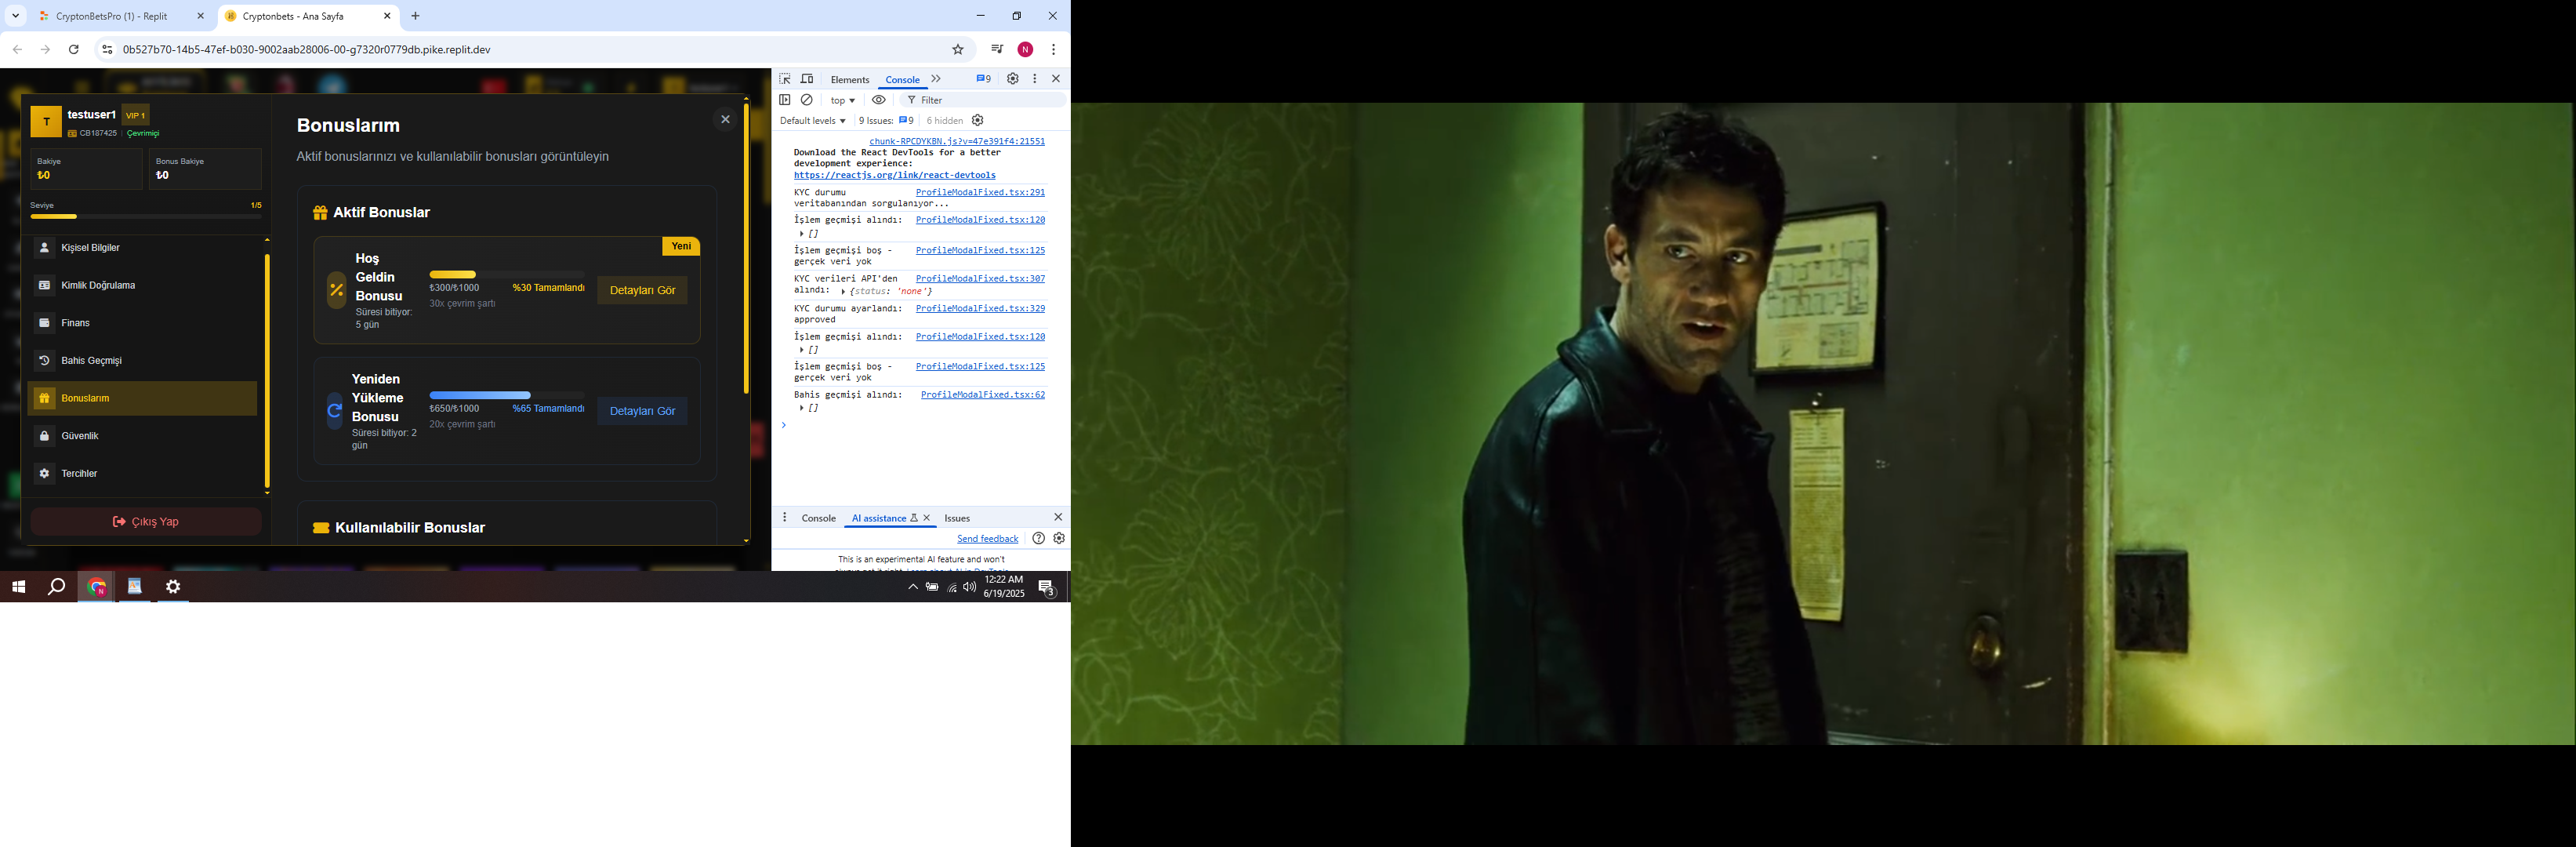 CryptonBetsPro (1) - Replit
Cryptonbets - Ana Sayfa
0b527b70-14b5-47ef-b030-9002aab28006-00-g7320r0779db.pike.replit.dev
N
T
testuser1 VIP 1
CB187425 | Çevrimiçi
Bakiye
₺0
Bonus Bakiye
₺0
Seviye 1/5
Kişisel Bilgiler
Kimlik Doğrulama
Finans
Bahis Geçmişi
Bonuslarım
Güvenlik
Tercihler
Çıkış Yap
Bonuslarım
Aktif bonuslarınızı ve kullanılabilir bonusları görüntüleyin
Aktif Bonuslar
Yeni
Hoş
Geldin
Bonusu
Süresi bitiyor:
5 gün
₺300/₺1000 %30 Tamamlandı
30x çevrim şartı
Detayları Gör
Yeniden
Yükleme
Bonusu
Süresi bitiyor: 2
gün
₺650/₺1000 %65 Tamamlandı
20x çevrim şartı
Detayları Gör
Kullanılabilir Bonuslar
Elements Console 9
top Filter
Default levels 9 Issues: 9 6 hidden
chunk-RPCDYKBN.js?v=47e391f4:21551
Download the React DevTools for a better
development experience:
https://reactjs.org/link/react-devtools
KYC durumu ProfileModalFixed.tsx:291
veritabanından sorgulanıyor...
İşlem geçmişi alındı: ProfileModalFixed.tsx:120
[]
İşlem geçmişi boş - ProfileModalFixed.tsx:125
gerçek veri yok
KYC verileri API'den ProfileModalFixed.tsx:307
alındı: {status: 'none'}
KYC durumu ayarlandı: ProfileModalFixed.tsx:329
approved
İşlem geçmişi alındı: ProfileModalFixed.tsx:120
[]
İşlem geçmişi boş - ProfileModalFixed.tsx:125
gerçek veri yok
Bahis geçmişi alındı: ProfileModalFixed.tsx:62
[]
Console AI assistance Issues
Send feedback
This is an experimental AI feature and won't
12:22 AM
6/19/2025
3